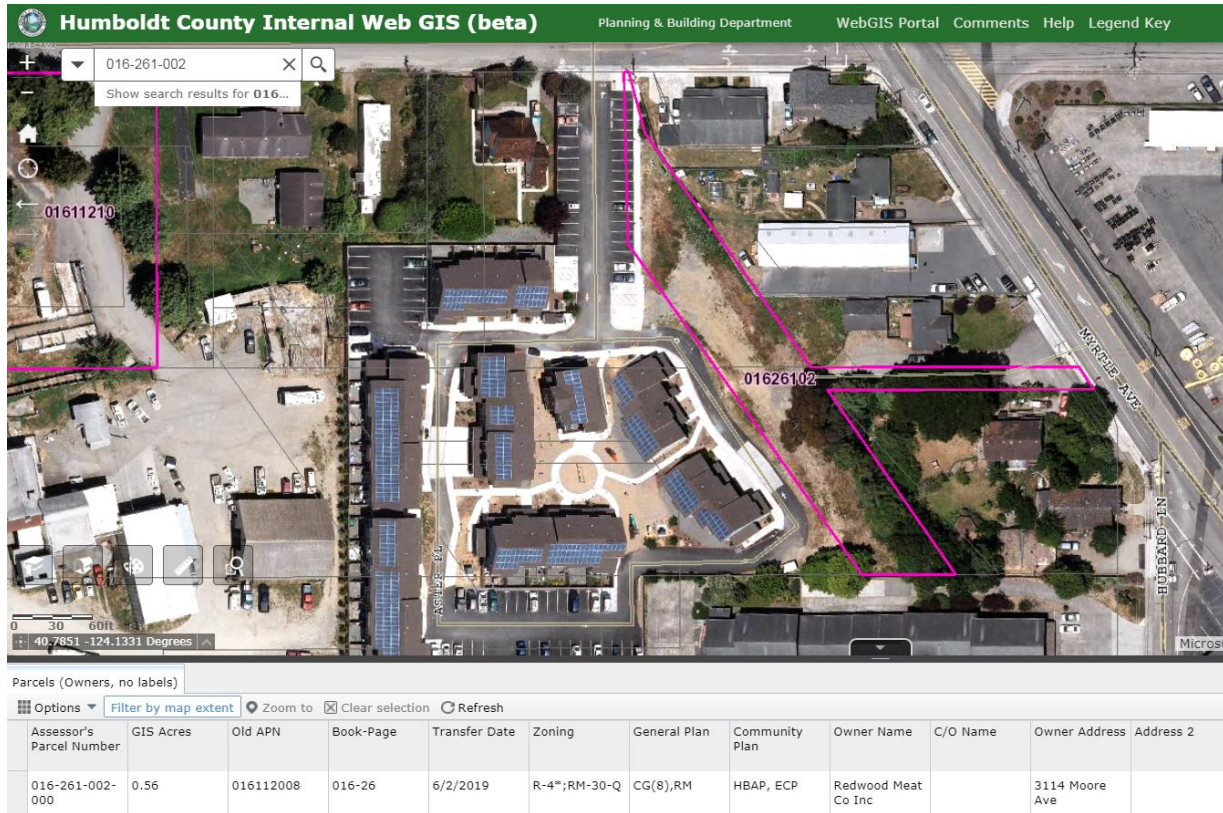 Humboldt County Internal Web GIS (beta)
Planning & Building Department
WebGIS Portal Comments Help Legend Key
016-261-002
Show search results for 016...
01611210
01626102
MYRTLE AVE
HUBBARD LN
ASTER PL
0 30 60ft
40.7851 -124.1331 Degrees
Parcels (Owners, no labels)
Options Filter by map extent Zoom to Clear selection Refresh
Assessor's Parcel Number GIS Acres Old APN Book-Page Transfer Date Zoning General Plan Community Plan Owner Name C/O Name Owner Address Address 2
016-261-002-000 0.56 016112008 016-26 6/2/2019 R-4*;RM-30-Q CG(8),RM HBAP, ECP Redwood Meat Co Inc 3114 Moore Ave